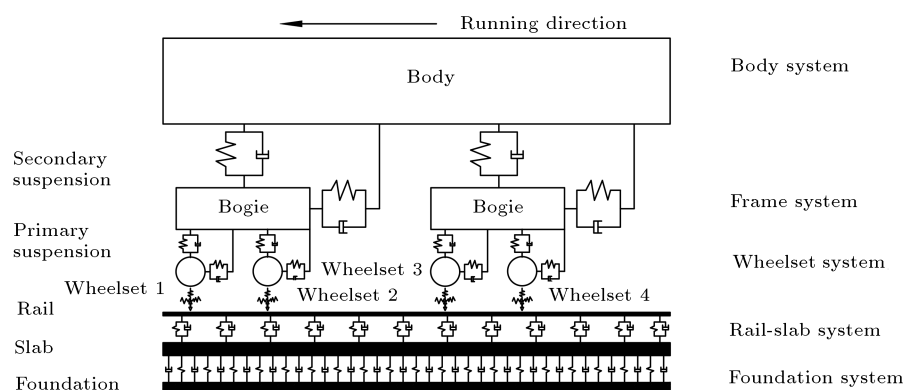 Running direction
Body
Body system
Secondary
suspension
Bogie
Bogie
Frame system
Primary
suspension
Wheelset 3
Wheelset system
Wheelset 1
Wheelset 2
Wheelset 4
Rail
Rail-slab system
Slab
Foundation
Foundation system